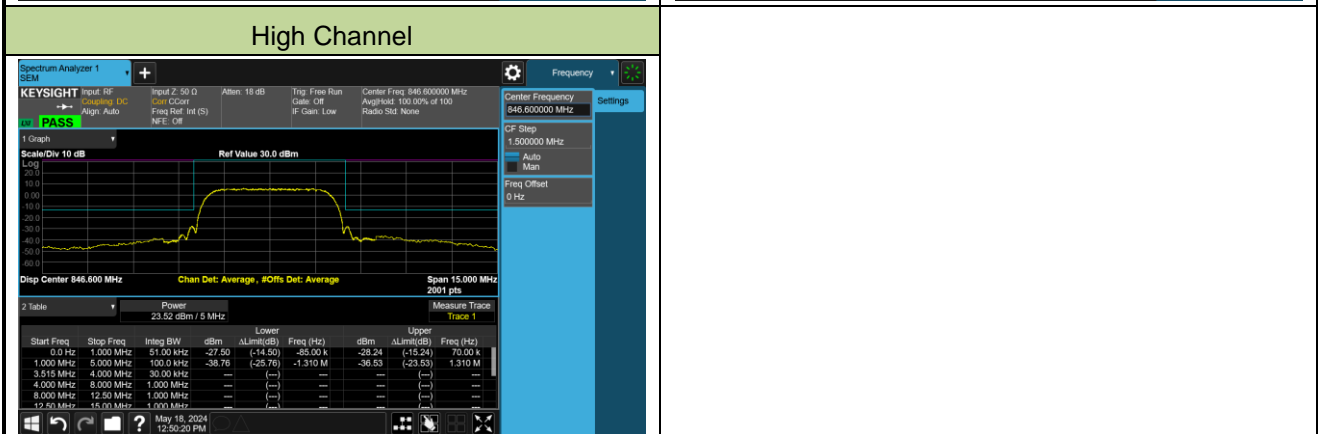 High Channel
Spectrum Analyzer 1
SEM
Frequency
KEYSIGHT
Input: RF
Coupling: DC
Align: Auto
Input Z: 50 Ω
Corr CCorr
Freq Ref: Int (S)
NFE: Off
Atten: 18 dB
Trig: Free Run
Gate: Off
IF Gain: Low
Center Freq: 846.600000 MHz
Avg|Hold: 100.00% of 100
Radio Std: None
PASS
Center Frequency
846.600000 MHz
Settings
CF Step
1.500000 MHz
Auto
Man
Freq Offset
0 Hz
1 Graph
Scale/Div 10 dB
Ref Value 30.0 dBm
Log
20.0
10.0
0.00
-10.0
-20.0
-30.0
-40.0
-50.0
-60.0
Disp Center 846.600 MHz
Chan Det: Average, #Offs Det: Average
Span 15.000 MHz
2001 pts
2 Table
Power
23.52 dBm / 5 MHz
Measure Trace
Trace 1
Lower Upper
Start Freq Stop Freq Integ BW dBm ΔLimit(dB) Freq (Hz) dBm ΔLimit(dB) Freq (Hz)
0.0 Hz 1.000 MHz 51.00 kHz -27.50 (-14.50) -85.00 k -28.24 (-15.24) 70.00 k
1.000 MHz 5.000 MHz 100.0 kHz -38.76 (-25.76) -1.310 M -36.53 (-23.53) 1.310 M
3.515 MHz 4.000 MHz 30.00 kHz --- (---) --- --- (---) ---
4.000 MHz 8.000 MHz 1.000 MHz --- (---) --- --- (---) ---
8.000 MHz 12.50 MHz 1.000 MHz --- (---) --- --- (---) ---
12.50 MHz 15.00 MHz 1.000 MHz --- (---) --- --- (---) ---
?
May 18, 2024
12:50:20 PM